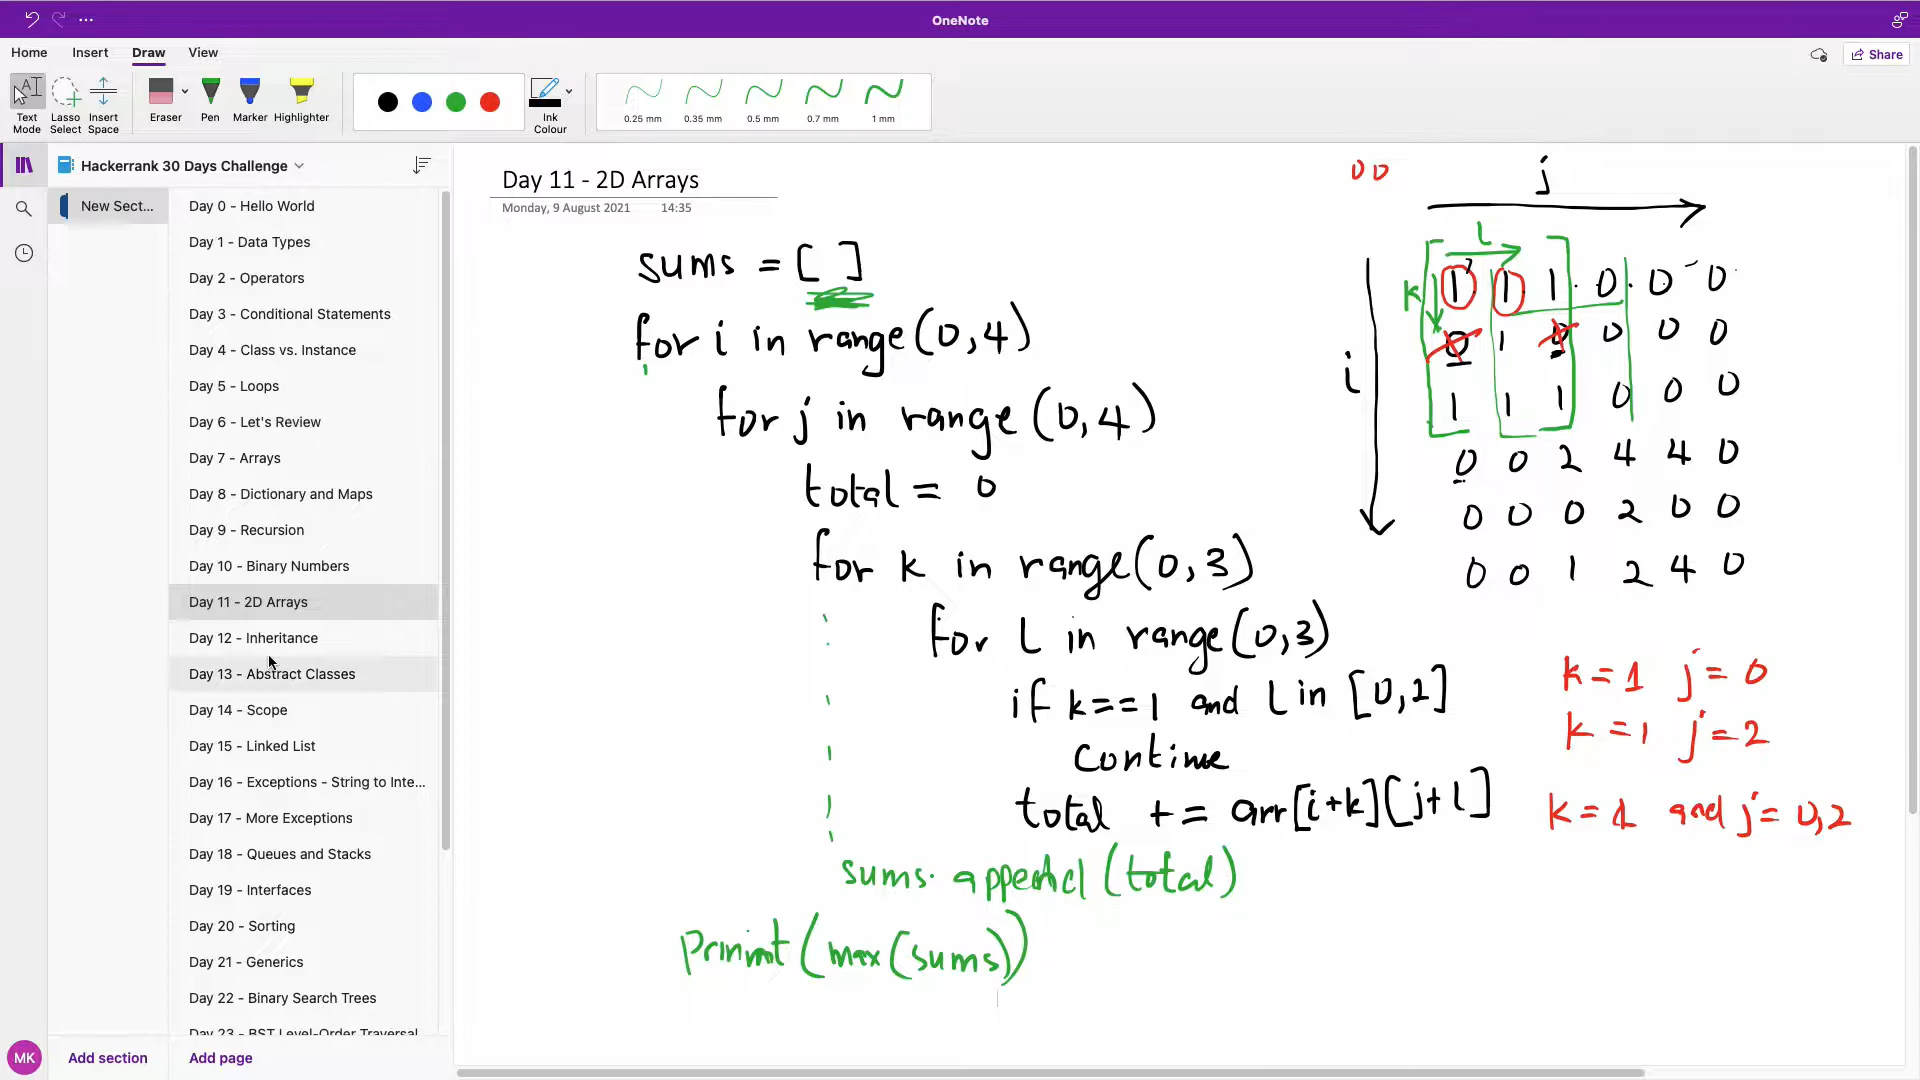 OneNote
Home Insert Draw View
Share
Text Mode
Lasso Select
Insert Space
Eraser
Pen
Marker
Highlighter
Ink Colour
0.25 mm 0.35 mm 0.5 mm 0.7 mm 1 mm
Hackerrank 30 Days Challenge
New Sect...
Day 0 - Hello World
Day 1 - Data Types
Day 2 - Operators
Day 3 - Conditional Statements
Day 4 - Class vs. Instance
Day 5 - Loops
Day 6 - Let's Review
Day 7 - Arrays
Day 8 - Dictionary and Maps
Day 9 - Recursion
Day 10 - Binary Numbers
Day 11 - 2D Arrays
Day 12 - Inheritance
Day 13 - Abstract Classes
Day 14 - Scope
Day 15 - Linked List
Day 16 - Exceptions - String to Inte...
Day 17 - More Exceptions
Day 18 - Queues and Stacks
Day 19 - Interfaces
Day 20 - Sorting
Day 21 - Generics
Day 22 - Binary Search Trees
Day 23 - BST Level-Order Traversal
MK
Add section
Add page
Day 11 - 2D Arrays
Monday, 9 August 2021 14:35
sums = [ ]
for i in range(0,4)
for j in range (0,4)
total = 0
for k in range(0,3)
for l in range(0,3)
if k==1 and l in [0,2]
continue
total += arr[i+k][j+l]
sums.append(total)
print(max(sums))
00
j
l
k
i
1 1 1 0 0 0
0 1 0 0 0 0
1 1 1 0 0 0
0 0 2 4 4 0
0 0 0 2 0 0
0 0 1 2 4 0
k=1 j=0
k=1 j=2
k=1 and j=0,2